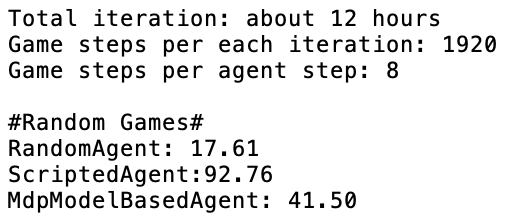 Total iteration: about 12 hours
Game steps per each iteration: 1920
Game steps per agent step: 8
#Random Games#
RandomAgent: 17.61
ScriptedAgent:92.76
MdpModelBasedAgent: 41.50